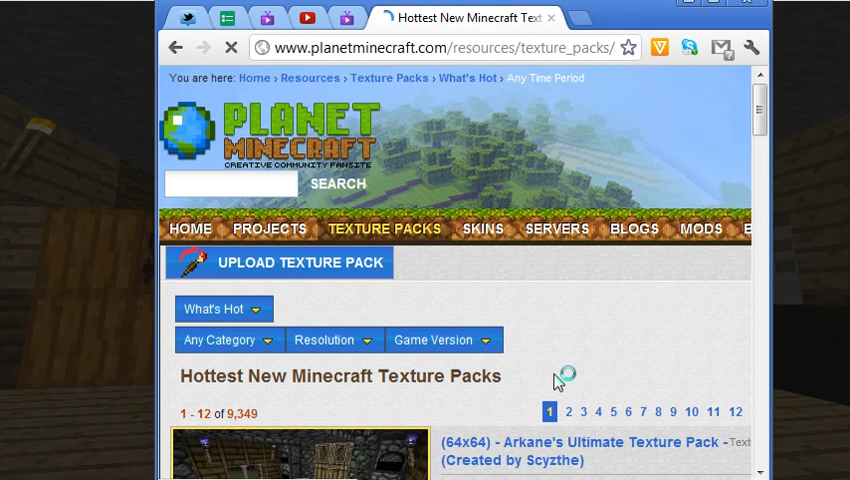 Hottest New Minecraft Text
www.planetminecraft.com/resources/texture_packs/
You are here: Home › Resources › Texture Packs › What's Hot › Any Time Period
PLANET
MINECRAFT
CREATIVE COMMUNITY FANSITE
SEARCH
HOME PROJECTS TEXTURE PACKS SKINS SERVERS BLOGS MODS
UPLOAD TEXTURE PACK
What's Hot
Any Category Resolution Game Version
Hottest New Minecraft Texture Packs
1 - 12 of 9,349 1 2 3 4 5 6 7 8 9 10 11 12
(64x64) - Arkane's Ultimate Texture Pack - Text
(Created by Scyzthe)